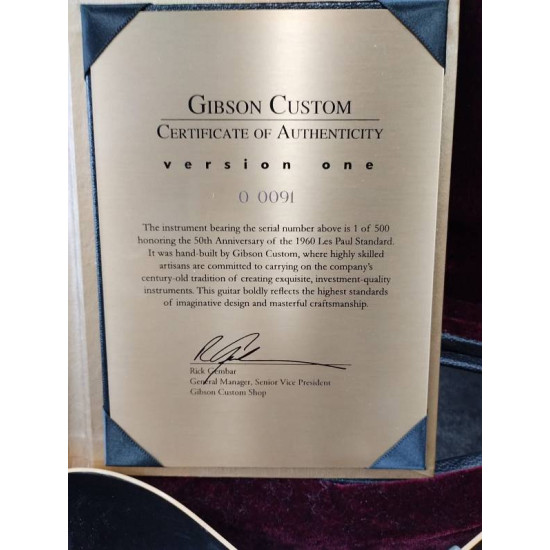 GIBSON CUSTOM
CERTIFICATE OF AUTHENTICITY
version one
0 0091
The instrument bearing the serial number above is 1 of 500
honoring the 50th Anniversary of the 1960 Les Paul Standard.
It was hand-built by Gibson Custom, where highly skilled
artisans are committed to carrying on the company's
century-old tradition of creating exquisite, investment-quality
instruments. This guitar boldly reflects the highest standards
of imaginative design and masterful craftsmanship.
Rick Gembar
General Manager, Senior Vice President
Gibson Custom Shop